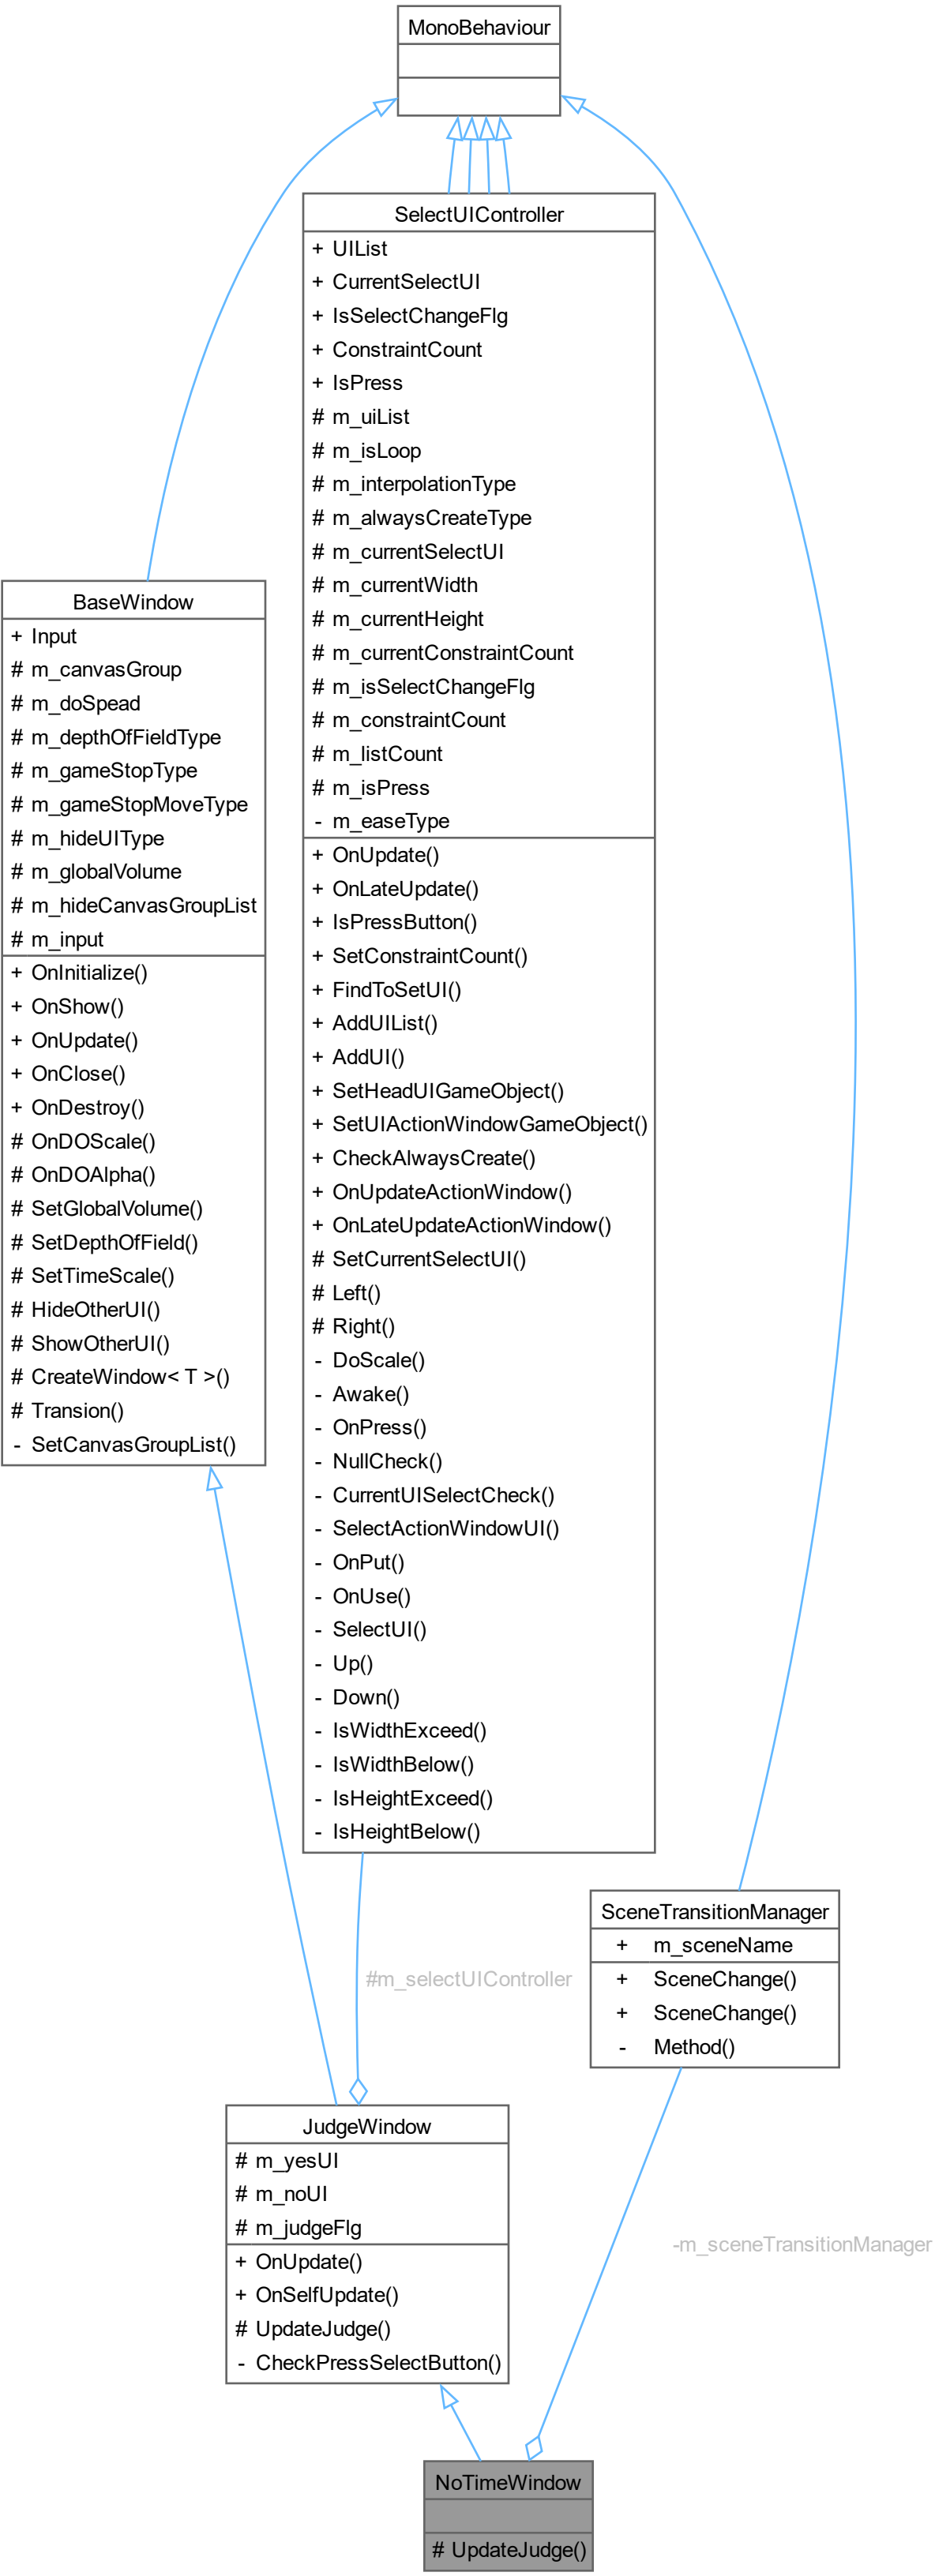 MonoBehaviour
SelectUIController
+ UIList
+ CurrentSelectUI
+ IsSelectChangeFlg
+ ConstraintCount
+ IsPress
# m_uiList
# m_isLoop
# m_interpolationType
# m_alwaysCreateType
# m_currentSelectUI
# m_currentWidth
# m_currentHeight
# m_currentConstraintCount
# m_isSelectChangeFlg
# m_constraintCount
# m_listCount
# m_isPress
- m_easeType
+ OnUpdate()
+ OnLateUpdate()
+ IsPressButton()
+ SetConstraintCount()
+ FindToSetUI()
+ AddUIList()
+ AddUI()
+ SetHeadUIGameObject()
+ SetUIActionWindowGameObject()
+ CheckAlwaysCreate()
+ OnUpdateActionWindow()
+ OnLateUpdateActionWindow()
# SetCurrentSelectUI()
# Left()
# Right()
- DoScale()
- Awake()
- OnPress()
- NullCheck()
- CurrentUISelectCheck()
- SelectActionWindowUI()
- OnPut()
- OnUse()
- SelectUI()
- Up()
- Down()
- IsWidthExceed()
- IsWidthBelow()
- IsHeightExceed()
- IsHeightBelow()
BaseWindow
+ Input
# m_canvasGroup
# m_doSpead
# m_depthOfFieldType
# m_gameStopType
# m_gameStopMoveType
# m_hideUIType
# m_globalVolume
# m_hideCanvasGroupList
# m_input
+ OnInitialize()
+ OnShow()
+ OnUpdate()
+ OnClose()
+ OnDestroy()
# OnDOScale()
# OnDOAlpha()
# SetGlobalVolume()
# SetDepthOfField()
# SetTimeScale()
# HideOtherUI()
# ShowOtherUI()
# CreateWindow< T >()
# Transion()
- SetCanvasGroupList()
SceneTransitionManager
+ m_sceneName
+ SceneChange()
+ SceneChange()
- Method()
#m_selectUIController
JudgeWindow
# m_yesUI
# m_noUI
# m_judgeFlg
+ OnUpdate()
+ OnSelfUpdate()
# UpdateJudge()
- CheckPressSelectButton()
-m_sceneTransitionManager
NoTimeWindow
# UpdateJudge()